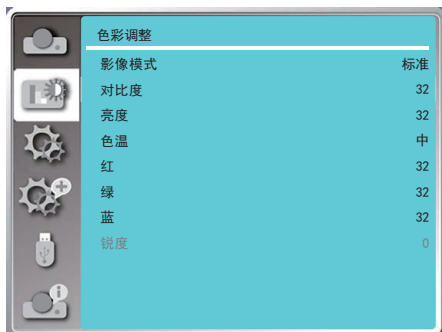 色彩调整
影像模式 标准
对比度 32
亮度 32
色温 中
红 32
绿 32
蓝 32
锐度 0